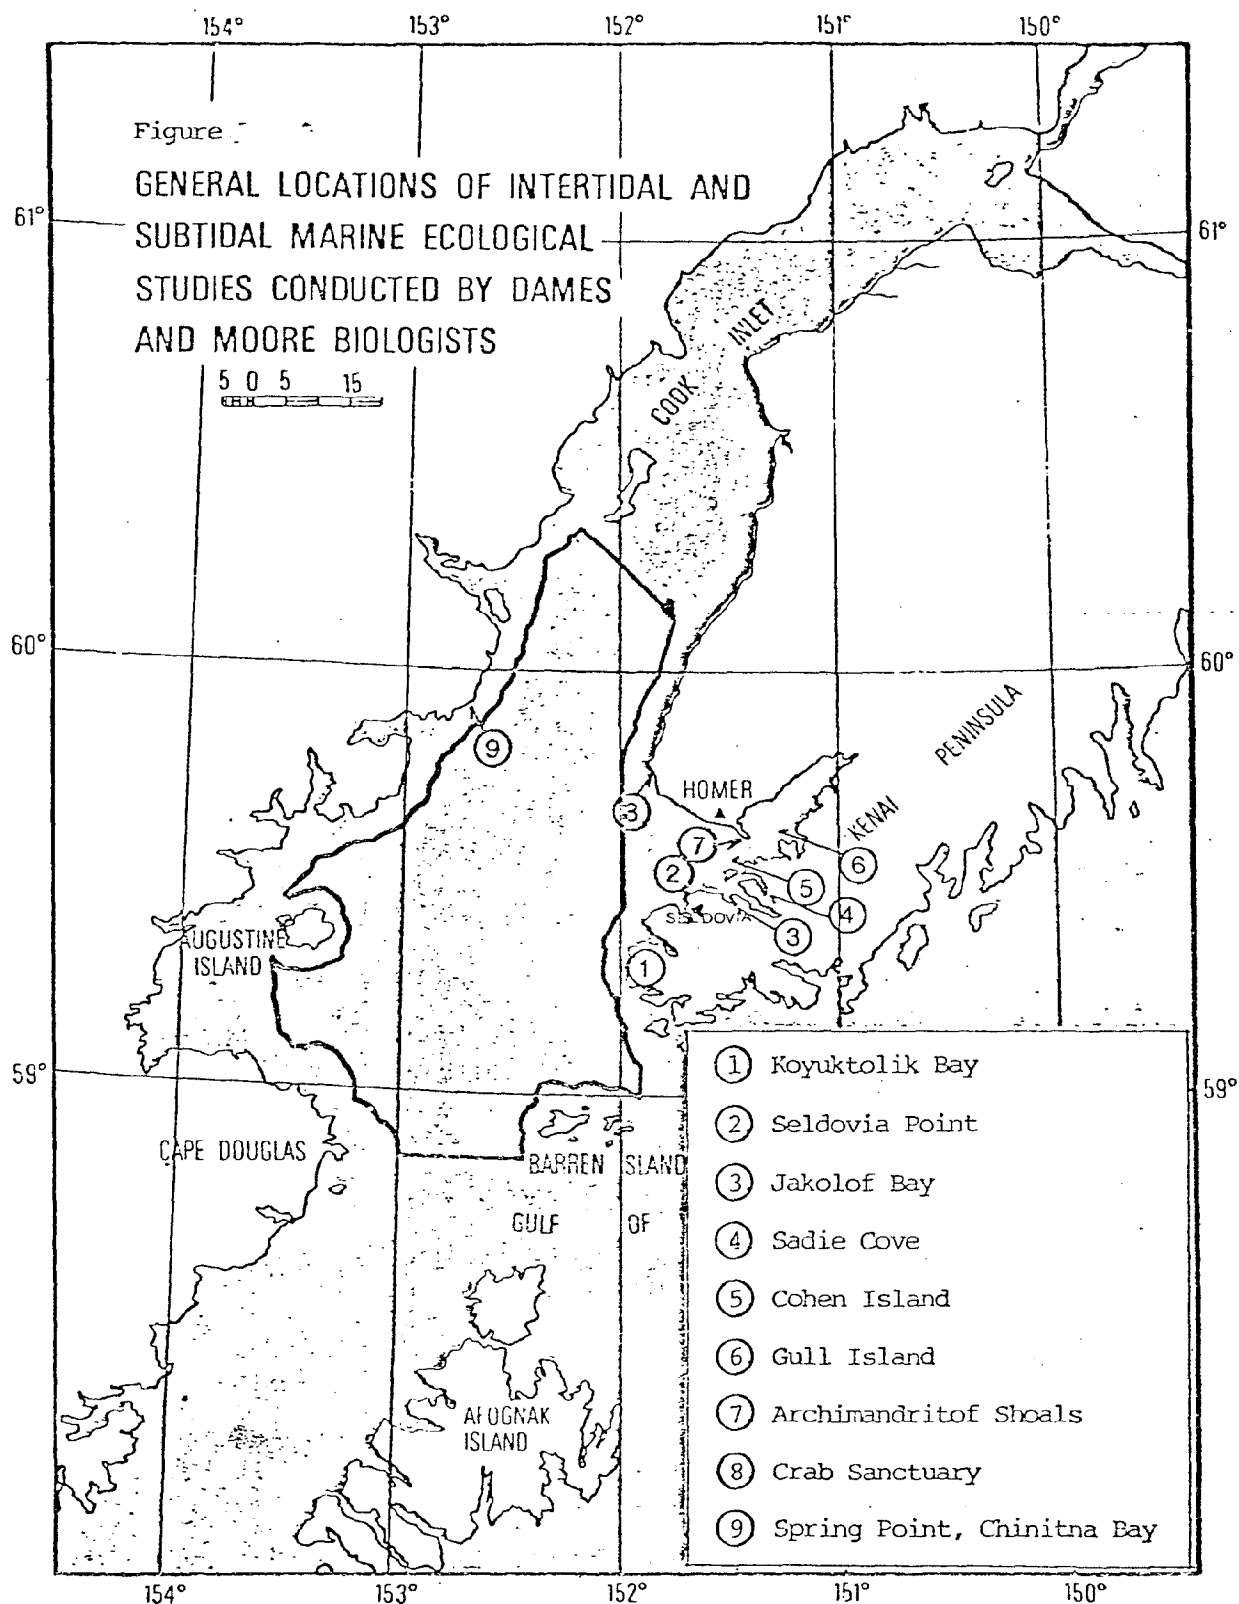 154° 153° 152° 151° 150°
Figure
GENERAL LOCATIONS OF INTERTIDAL AND
SUBTIDAL MARINE ECOLOGICAL
STUDIES CONDUCTED BY DAMES
AND MOORE BIOLOGISTS
5 0 5 15
61° 61°
COOK INLET
60° 60°
KENAI PENINSULA
9
HOMER
8
7
6
2
5
4
SELDOVIA
3
AUGUSTINE
ISLAND
1
59° 59°
CAPE DOUGLAS
BARREN ISLAND
GULF OF
AFOGNAK
ISLAND
1 Koyuktolik Bay
2 Seldovia Point
3 Jakolof Bay
4 Sadie Cove
5 Cohen Island
6 Gull Island
7 Archimandritof Shoals
8 Crab Sanctuary
9 Spring Point, Chinitna Bay
154° 153° 152° 151° 150°